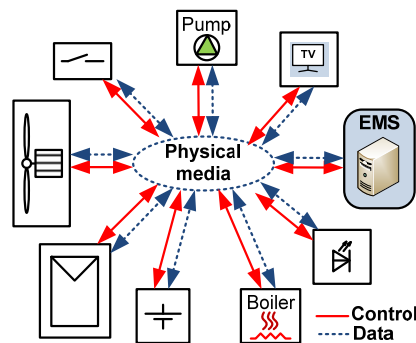 Pump
TV
EMS
Physical
media
Boiler
Control
Data